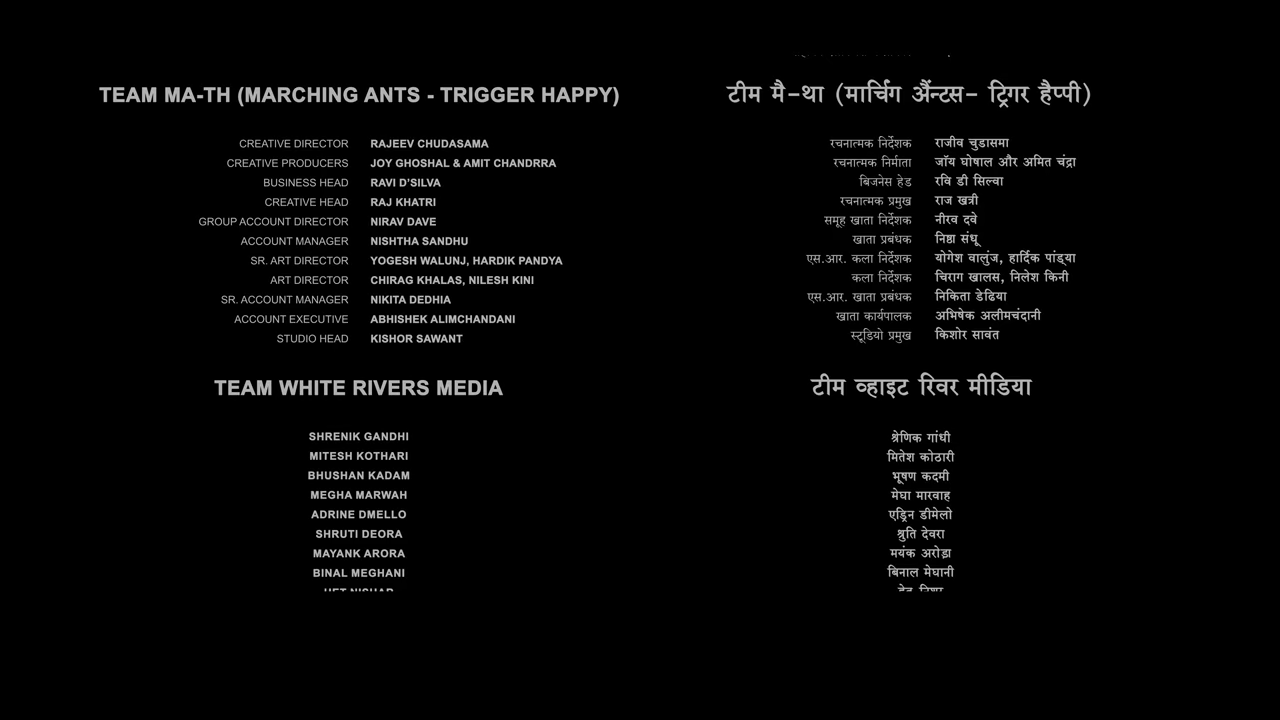 TEAM MA-TH (MARCHING ANTS - TRIGGER HAPPY)
CREATIVE DIRECTOR RAJEEV CHUDASAMA
CREATIVE PRODUCERS JOY GHOSHAL & AMIT CHANDRRA
BUSINESS HEAD RAVI D'SILVA
CREATIVE HEAD RAJ KHATRI
GROUP ACCOUNT DIRECTOR NIRAV DAVE
ACCOUNT MANAGER NISHTHA SANDHU
SR. ART DIRECTOR YOGESH WALUNJ, HARDIK PANDYA
ART DIRECTOR CHIRAG KHALAS, NILESH KINI
SR. ACCOUNT MANAGER NIKITA DEDHIA
ACCOUNT EXECUTIVE ABHISHEK ALIMCHANDANI
STUDIO HEAD KISHOR SAWANT
TEAM WHITE RIVERS MEDIA
SHRENIK GANDHI
MITESH KOTHARI
BHUSHAN KADAM
MEGHA MARWAH
ADRINE DMELLO
SHRUTI DEORA
MAYANK ARORA
BINAL MEGHANI
टीम मै-था (मार्चिंग ऐंन्टस- ट्रिगर हैप्पी)
रचनात्मक निर्देशक राजीव चुडासमा
रचनात्मक निर्माता जॉय घोषाल और अमित चंद्रा
बिजनेस हेड रवि डी सिल्वा
रचनात्मक प्रमुख राज खत्री
समूह खाता निर्देशक नीरव दवे
खाता प्रबंधक निष्ठा संधू
एस.आर. कला निर्देशक योगेश वालुंज, हार्दिक पांड्या
कला निर्देशक चिराग खालस, निलेश किनी
एस.आर. खाता प्रबंधक निकिता डेढिया
खाता कार्यपालक अभिषेक अलीमचंदानी
स्टूडियो प्रमुख किशोर सावंत
टीम व्हाइट रिवर मीडिया
श्रेणिक गांधी
मितेश कोठारी
भूषण कदमी
मेघा मारवाह
एड्रिन डीमेलो
श्रुति देवरा
मयंक अरोड़ा
बिनाल मेघानी